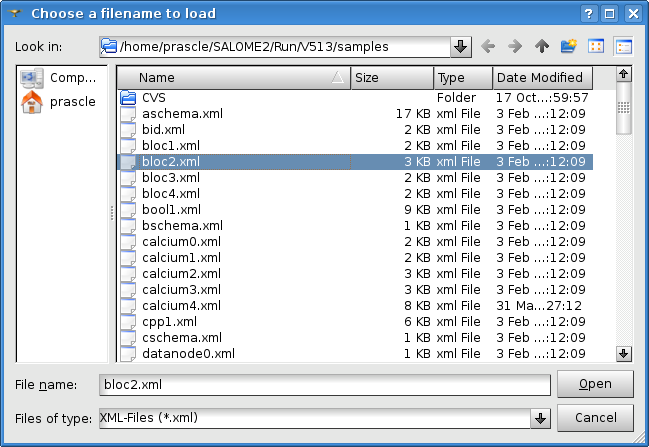 Choose a filename to load
Look in: /home/prascle/SALOME2/Run/V513/samples
Comp...
prascle
Name Size Type Date Modified
CVS Folder 17 Oct...:59:57
aschema.xml 17 KB xml File 3 Feb ...:12:09
bid.xml 2 KB xml File 3 Feb ...:12:09
bloc1.xml 2 KB xml File 3 Feb ...:12:09
bloc2.xml 3 KB xml File 3 Feb ...:12:09
bloc3.xml 2 KB xml File 3 Feb ...:12:09
bloc4.xml 2 KB xml File 3 Feb ...:12:09
bool1.xml 9 KB xml File 3 Feb ...:12:09
bschema.xml 1 KB xml File 3 Feb ...:12:09
calcium0.xml 2 KB xml File 3 Feb ...:12:09
calcium1.xml 2 KB xml File 3 Feb ...:12:09
calcium2.xml 3 KB xml File 3 Feb ...:12:09
calcium3.xml 3 KB xml File 3 Feb ...:12:09
calcium4.xml 8 KB xml File 31 Ma...27:12
cpp1.xml 6 KB xml File 3 Feb ...:12:09
cschema.xml 1 KB xml File 3 Feb ...:12:09
datanode0.xml 1 KB xml File 3 Feb ...:12:09
File name: bloc2.xml Open
Files of type: XML-Files (*.xml) Cancel